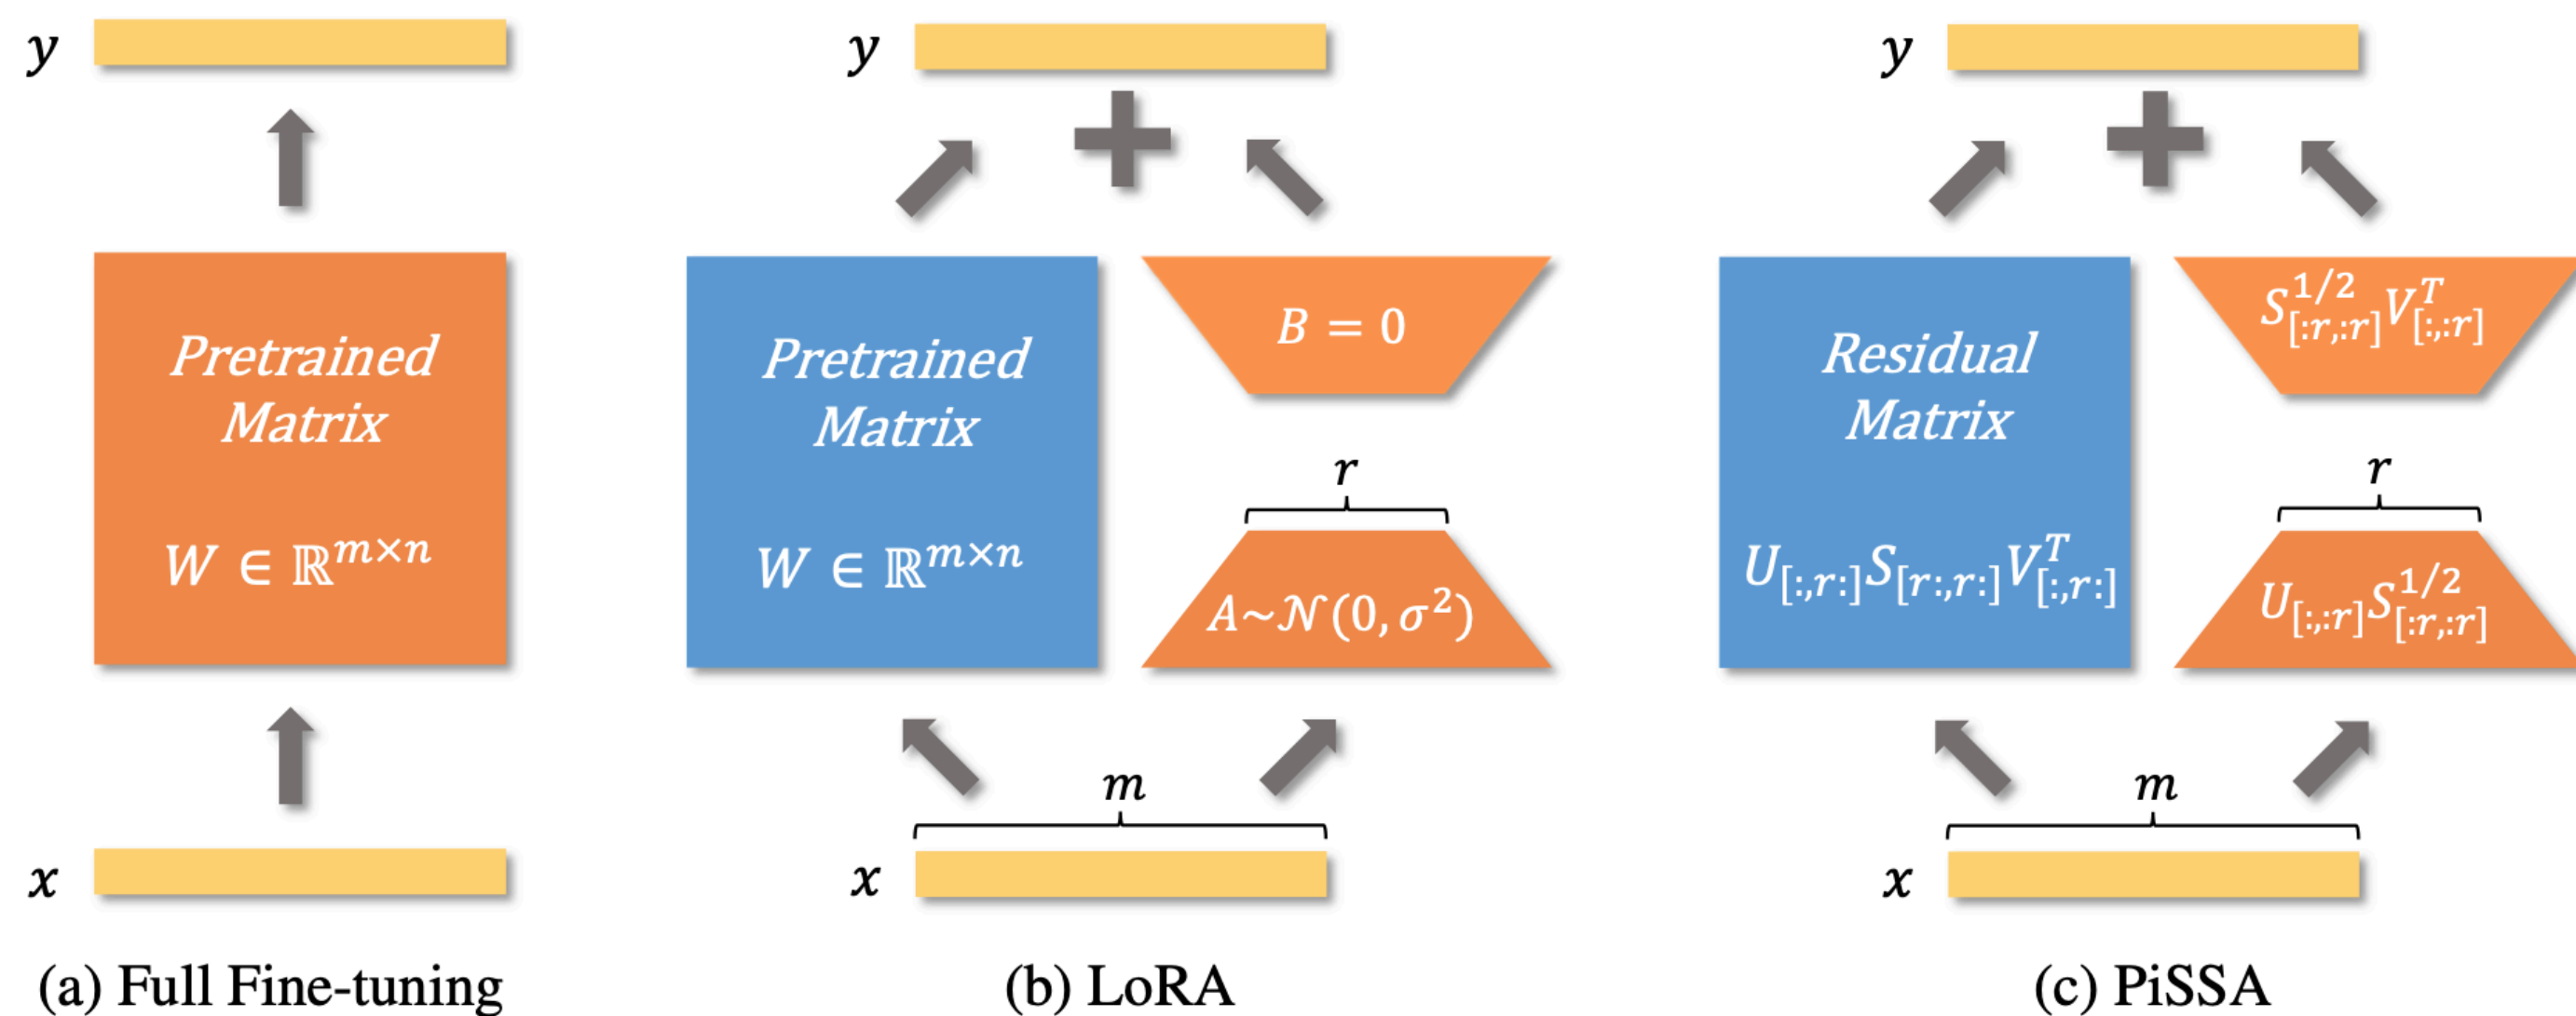 y
Pretrained
Matrix
W ∈ ℝ^{m×n}
x
(a) Full Fine-tuning
y
Pretrained
Matrix
W ∈ ℝ^{m×n}
B = 0
r
A~𝒩(0, σ²)
m
x
(b) LoRA
y
Residual
Matrix
U_{[:,r:]}S_{[r:,r:]}V^T_{[:,r:]}
S^{1/2}_{[:r,:r]}V^T_{[:,:r]}
r
U_{[:,:r]}S^{1/2}_{[:r,:r]}
m
x
(c) PiSSA